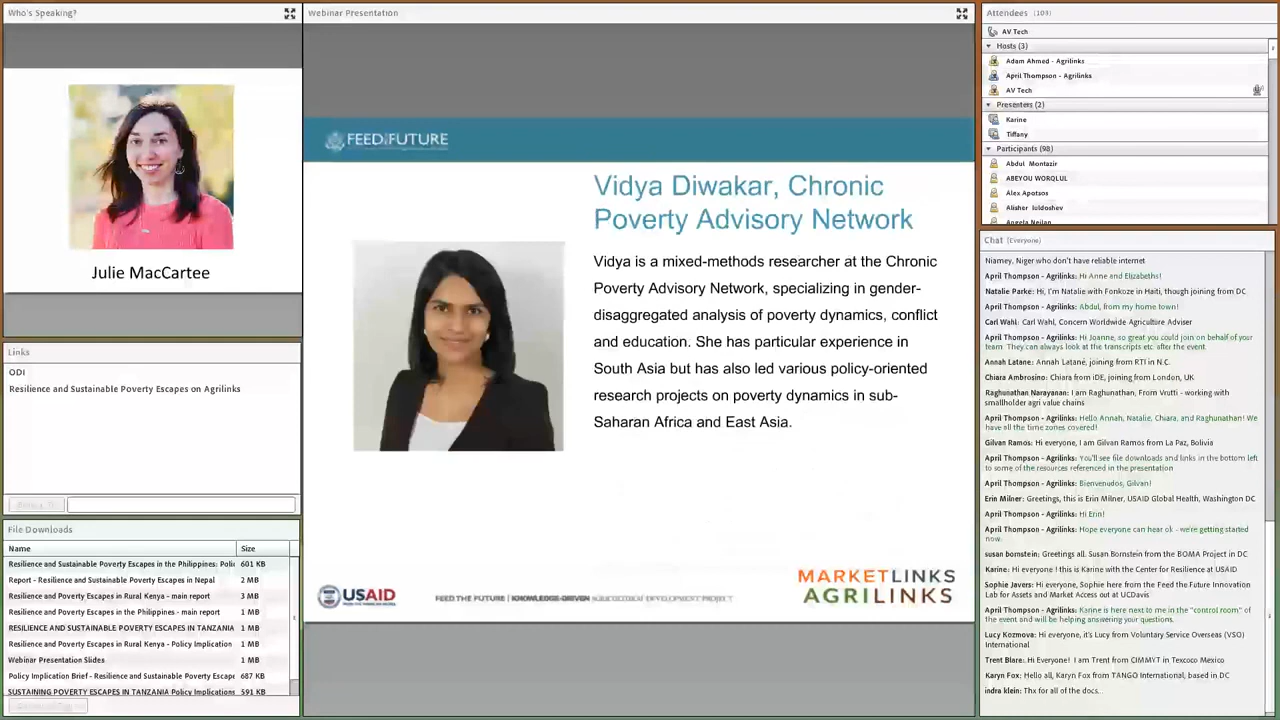 Who's Speaking?
Julie MacCartee
Links
ODI
Resilience and Sustainable Poverty Escapes on Agrilinks
File Downloads
Name Size
Resilience and Sustainable Poverty Escapes in the Philippines: Polic 601 KB
Report - Resilience and Sustainable Poverty Escapes in Nepal 2 MB
Resilience and Poverty Escapes in Rural Kenya - main report 3 MB
Resilience and Poverty Escapes in the Philippines - main report 1 MB
RESILIENCE AND SUSTAINABLE POVERTY ESCAPES IN TANZANIA 1 MB
Resilience and Poverty Escapes in Rural Kenya - Policy Implication 1 MB
Webinar Presentation Slides 1 MB
Policy Implication Brief - Resilience and Sustainable Poverty Escape 687 KB
SUSTAINING POVERTY ESCAPES IN TANZANIA Policy Implications 591 KB
Webinar Presentation
FEED THE FUTURE
Vidya Diwakar, Chronic
Poverty Advisory Network
Vidya is a mixed-methods researcher at the Chronic
Poverty Advisory Network, specializing in gender-
disaggregated analysis of poverty dynamics, conflict
and education. She has particular experience in
South Asia but has also led various policy-oriented
research projects on poverty dynamics in sub-
Saharan Africa and East Asia.
USAID
FEED THE FUTURE KNOWLEDGE-DRIVEN AGRICULTURAL DEVELOPMENT PROJECT
MARKETLINKS
AGRILINKS
Attendees (103)
AV Tech
Hosts (3)
Adam Ahmed - Agrilinks
April Thompson - Agrilinks
AV Tech
Presenters (2)
Karine
Tiffany
Participants (98)
Abdul Montazir
ABEYOU WORQLUL
Alex Apotsos
Alisher Iuldoshev
Angela Neilan
Chat (Everyone)
Niamey, Niger who don't have reliable internet
April Thompson - Agrilinks: Hi Anne and Elizabeths!
Natalie Parke: Hi, I'm Natalie with Fonkoze in Haiti, though joining from DC
April Thompson - Agrilinks: Abdul, from my home town!
Carl Wahl: Carl Wahl, Concern Worldwide Agriculture Adviser
April Thompson - Agrilinks: Hi Joanne, so great you could join on behalf of your
team. They can always look at the transcripts etc. after the event
Annah Latane: Annah Latané, joining from RTI in N.C.
Chiara Ambrosino: Chiara from iDE, joining from London, UK
Raghunathan Narayanan: I am Raghunathan, From Vrutti - working with
smallholder agri value chains
April Thompson - Agrilinks: Hello Annah, Natalie, Chiara, and Raghunathan! We
have all the time zones covered!
Gilvan Ramos: Hi everyone, I am Gilvan Ramos from La Paz, Bolivia
April Thompson - Agrilinks: You'll see file downloads and links in the bottom left
to some of the resources referenced in the presentation
April Thompson - Agrilinks: Bienvenudos, Gilvan!
Erin Milner: Greetings, this is Erin Milner, USAID Global Health, Washington DC
April Thompson - Agrilinks: Hi Erin!
April Thompson - Agrilinks: Hope everyone can hear ok - we're getting started
now.
susan bornstein: Greetings all. Susan Bornstein from the BOMA Project in DC
Karine: Hi everyone ! this is Karine with the Center for Resilience at USAID
Sophie Javers: Hi everyone, Sophie here from the Feed the Future Innovation
Lab for Assets and Market Access out at UCDavis
April Thompson - Agrilinks: Karine is here next to me in the "control room" of
the event and will be helping answering your questions.
Lucy Kozmova: Hi everyone, it's Lucy from Voluntary Service Overseas (VSO)
International
Trent Blare: Hi Everyone! I am Trent from CIMMYT in Texcoco Mexico
Karyn Fox: Hello all, Karyn Fox from TANGO International, based in DC
indra klein: Thx for all of the docs...